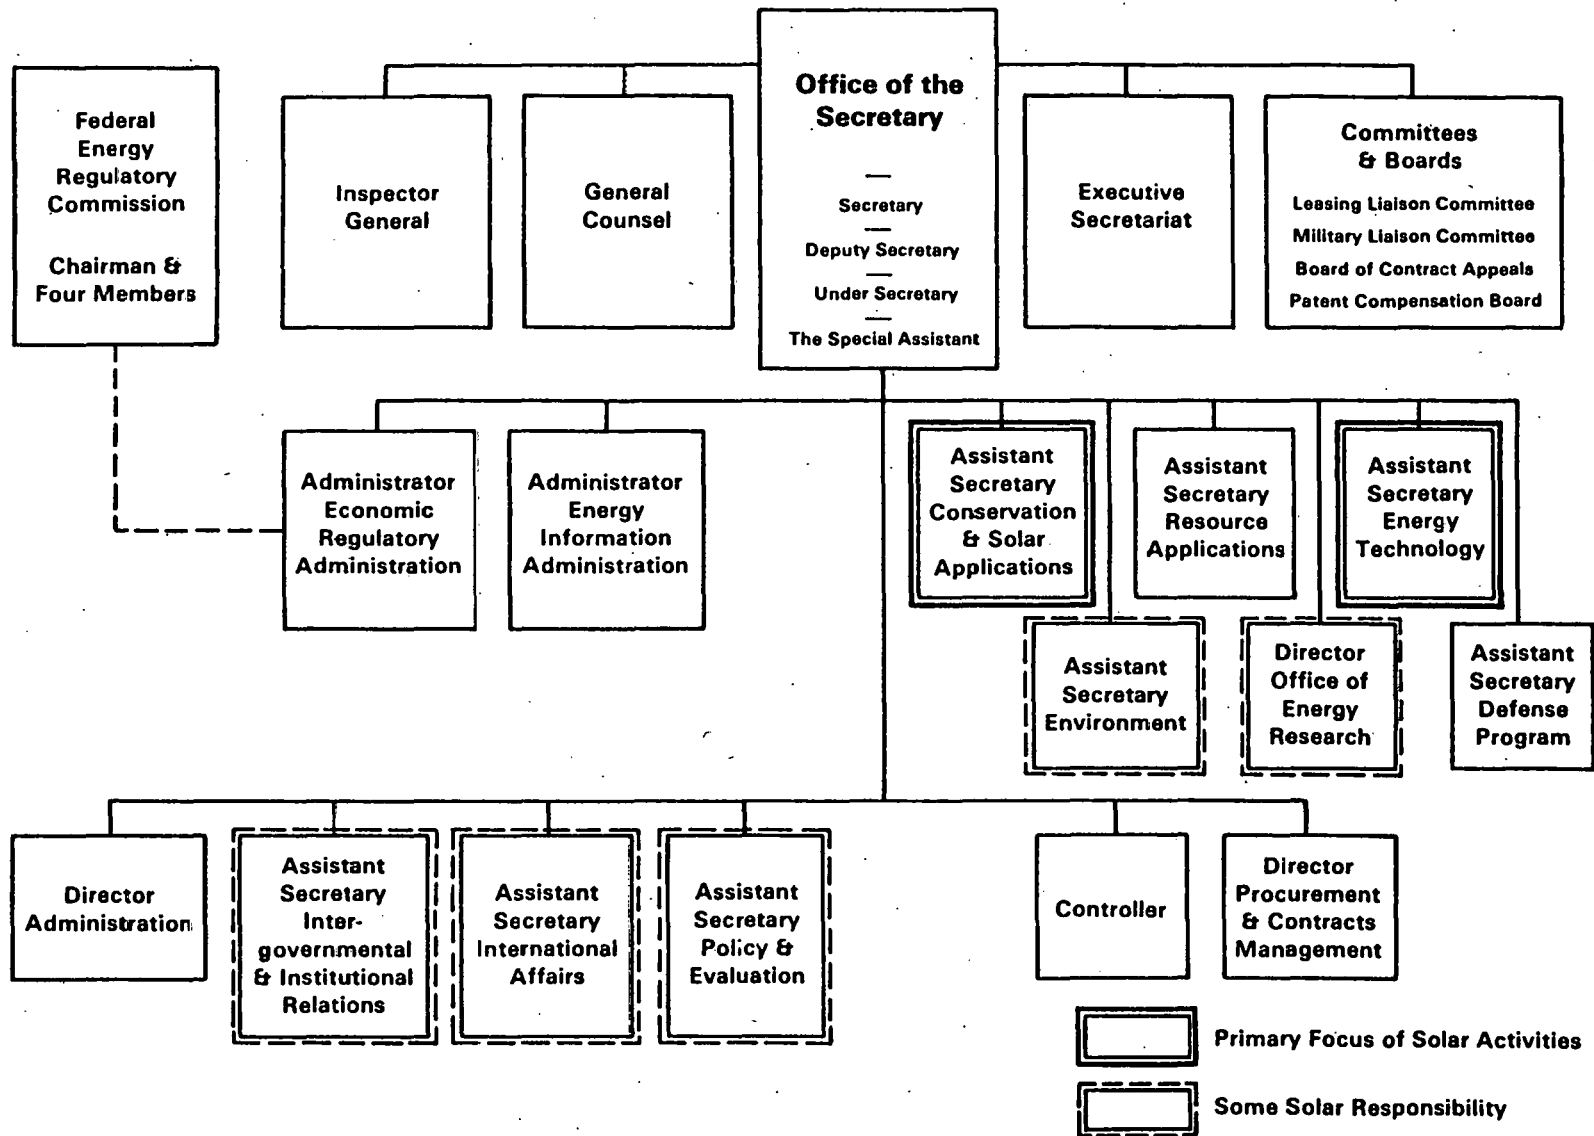 Office of the
Secretary
Secretary
Deputy Secretary
Under Secretary
The Special Assistant
Federal
Energy
Regulatory
Commission
Chairman &
Four Members
Inspector
General
General
Counsel
Executive
Secretariat
Committees
& Boards
Leasing Liaison Committee
Military Liaison Committee
Board of Contract Appeals
Patent Compensation Board
Administrator
Economic
Regulatory
Administration
Administrator
Energy
Information
Administration
Assistant
Secretary
Conservation
& Solar
Applications
Assistant
Secretary
Resource
Applications
Assistant
Secretary
Energy
Technology
Assistant
Secretary
Environment
Director
Office of
Energy
Research
Assistant
Secretary
Defense
Program
Director
Administration
Assistant
Secretary
Inter-
governmental
& Institutional
Relations
Assistant
Secretary
International
Affairs
Assistant
Secretary
Policy &
Evaluation
Controller
Director
Procurement
& Contracts
Management
Primary Focus of Solar Activities
Some Solar Responsibility